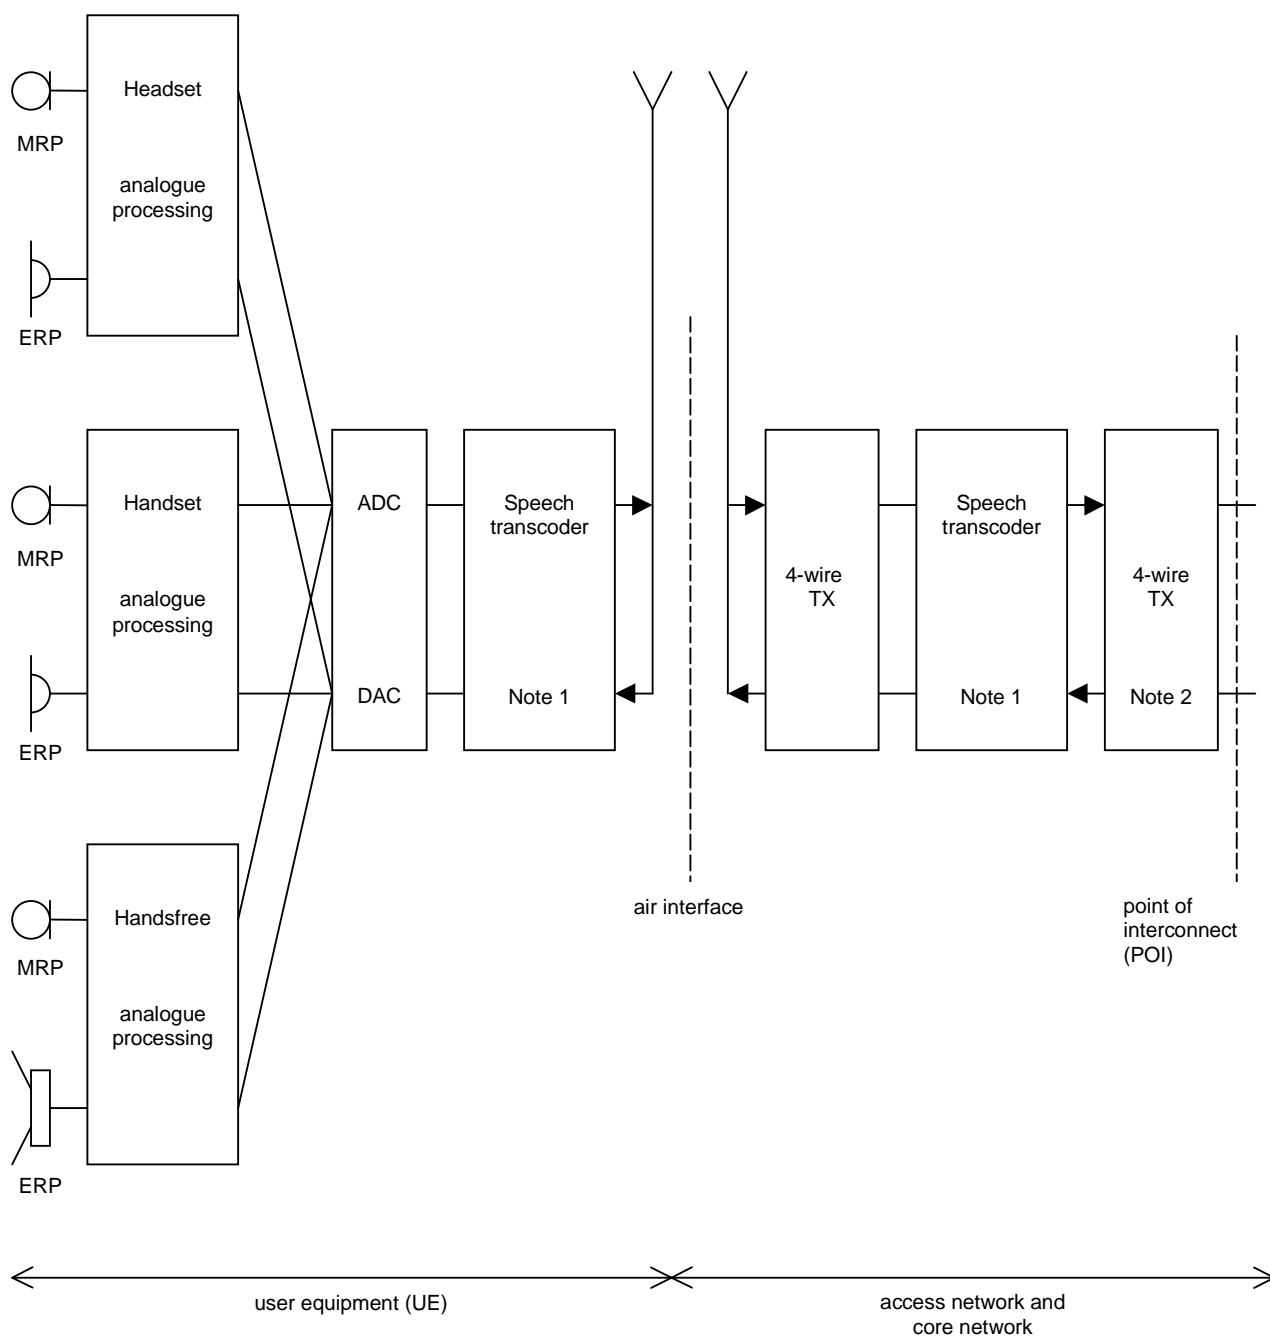 Headset
MRP
analogue
processing
ERP
Handset
MRP
analogue
processing
ERP
Handsfree
MRP
analogue
processing
ERP
ADC
DAC
Speech
transcoder
Note 1
4-wire
TX
Speech
transcoder
Note 1
4-wire
TX
Note 2
air interface
point of
interconnect
(POI)
user equipment (UE)
access network and
core network